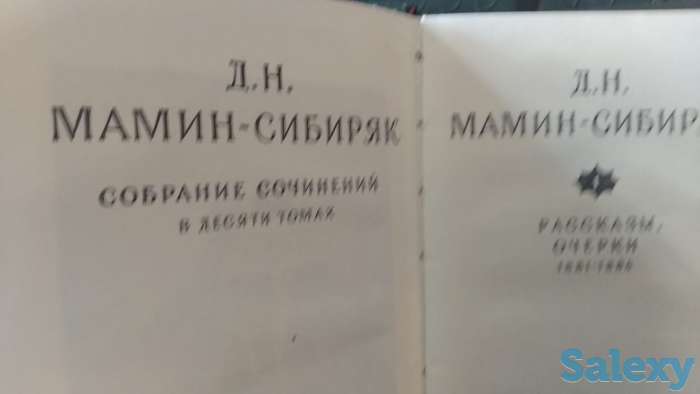 Д. Н.
МАМИН-СИБИРЯК
СОБРАНИЕ СОЧИНЕНИЙ
В ДЕСЯТИ ТОМАХ
Д. Н.
МАМИН-СИБИР
РАССКАЗЫ,
ОЧЕРКИ
Salexy